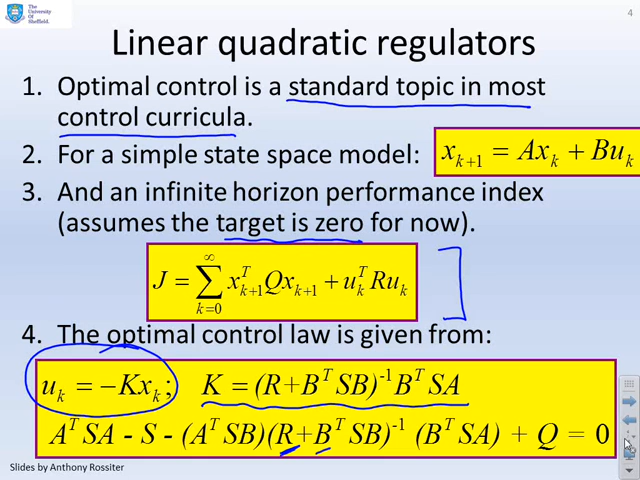 The
University
Of
Sheffield.
4
Linear quadratic regulators
1. Optimal control is a standard topic in most
control curricula.
2. For a simple state space model: x_{k+1} = Ax_k + Bu_k
3. And an infinite horizon performance index
(assumes the target is zero for now).
J = \sum_{k=0}^{∞} x_{k+1}^T Qx_{k+1} + u_k^T Ru_k
4. The optimal control law is given from:
u_k = −Kx_k; K = (R+B^T SB)^{-1} B^T SA
A^T SA - S - (A^T SB)(R+B^T SB)^{-1} (B^T SA) + Q = 0
Slides by Anthony Rossiter